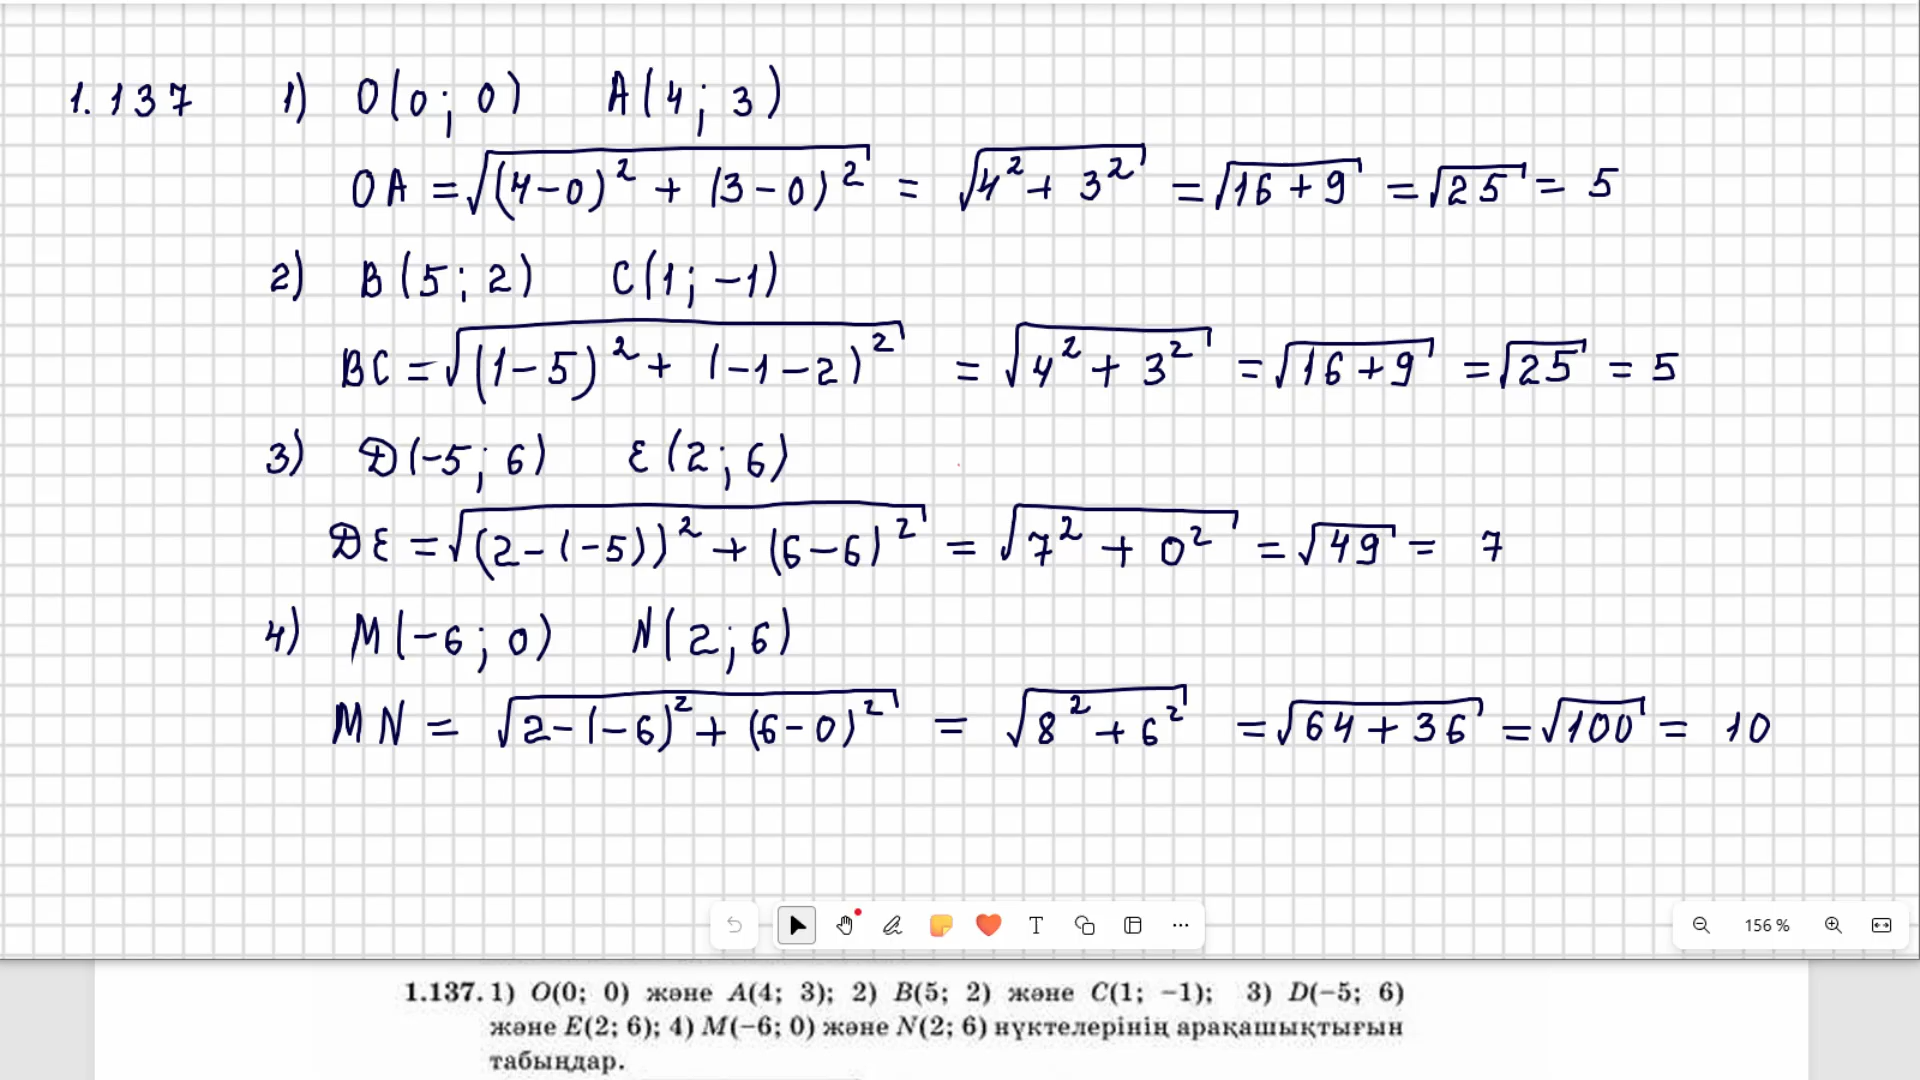 1.137 1) O(0; 0) A(4; 3)
OA = √((4-0)² + (3-0)²) = √(4² + 3²) = √(16+9) = √25 = 5
2) B(5; 2) C(1; -1)
BC = √((1-5)² + (-1-2)²) = √(4² + 3²) = √(16+9) = √25 = 5
3) D(-5; 6) E(2; 6)
DE = √((2-(-5))² + (6-6)²) = √(7² + 0²) = √49 = 7
4) M(-6; 0) N(2; 6)
MN = √(2-(-6)² + (6-0)²) = √(8² + 6²) = √(64+36) = √100 = 10
T ... 156 %
1.137. 1) O(0; 0) және A(4; 3); 2) B(5; 2) және C(1; −1); 3) D(−5; 6)
және E(2; 6); 4) M(−6; 0) және N(2; 6) нүктелерінің арақашықтығын
табыңдар.